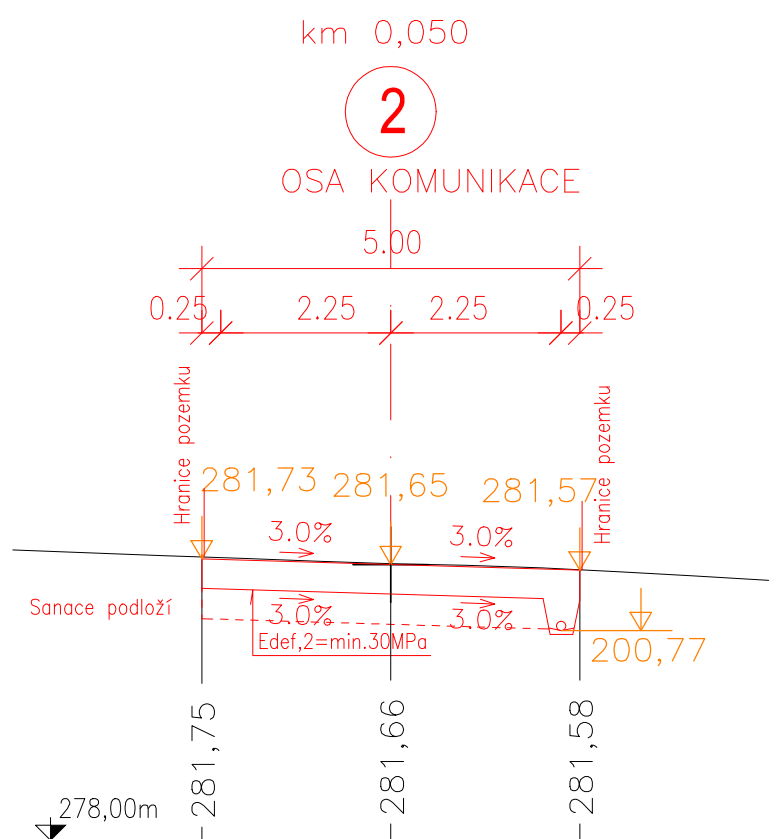 km 0,050
2
OSA KOMUNIKACE
5.00
0.25 2.25 2.25 0.25
Hranice pozemku
Hranice pozemku
281,73 281,65 281,57
3.0% 3.0%
Sanace podloží
3.0% 3.0%
Edef,2=min.30MPa
200,77
281,75
281,66
281,58
278,00m